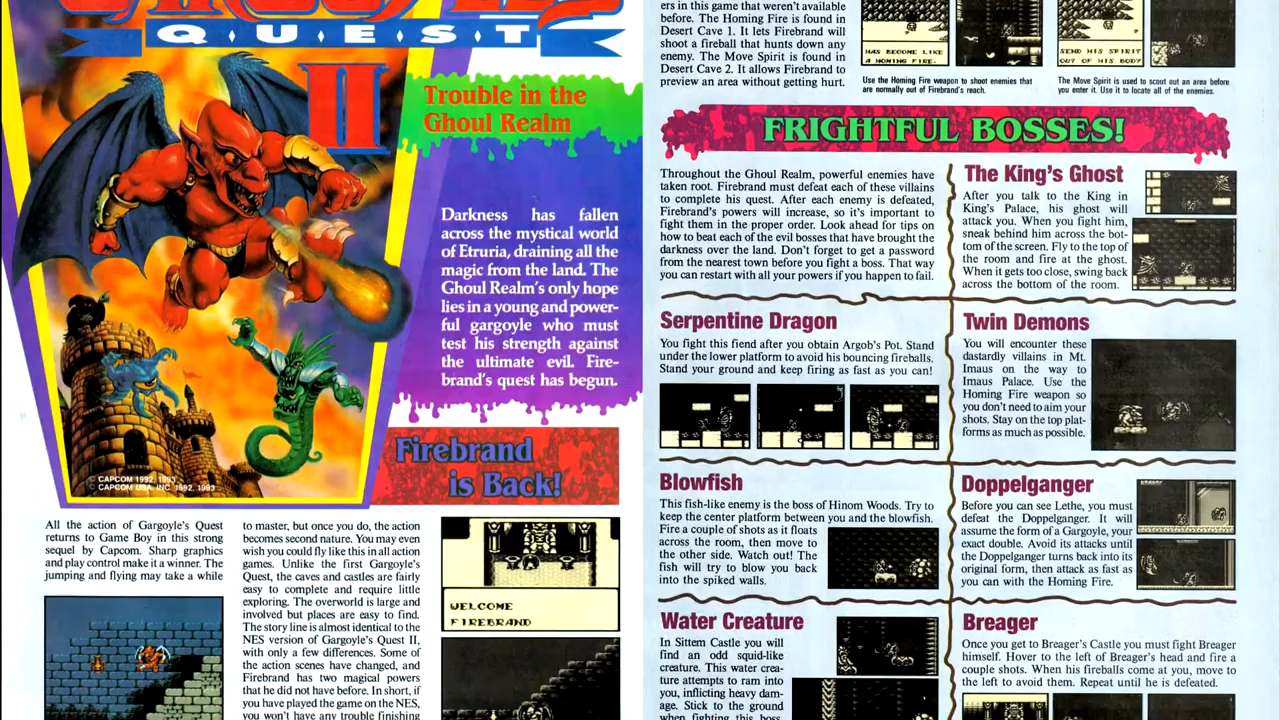 QUEST
II
Trouble in the
Ghoul Realm
Darkness has fallen
across the mystical world
of Etruria, draining all the
magic from the land. The
Ghoul Realm's only hope
lies in a young and power-
ful gargoyle who must
test his strength against
the ultimate evil. Fire-
brand's quest has begun.
© CAPCOM 1992, 1993
© CAPCOM USA, INC. 1992, 1993
Firebrand
is Back!
All the action of Gargoyle's Quest
returns to Game Boy in this strong
sequel by Capcom. Sharp graphics
and play control make it a winner. The
jumping and flying may take a while
to master, but once you do, the action
becomes second nature. You may even
wish you could fly like this in all action
games. Unlike the first Gargoyle's
Quest, the caves and castles are fairly
easy to complete and require little
exploring. The overworld is large and
involved but places are easy to find.
The story line is almost identical to the
NES version of Gargoyle's Quest II,
with only a few differences. Some of
the action scenes have changed, and
Firebrand has two magical powers
that he did not have before. In short, if
you have played the game on the NES,
you won't have any trouble finishing
WELCOME
FIREBRAND
ers in this game that weren't available
before. The Homing Fire is found in
Desert Cave 1. It lets Firebrand will
shoot a fireball that hunts down any
enemy. The Move Spirit is found in
Desert Cave 2. It allows Firebrand to
preview an area without getting hurt.
HAS BECOME LIKE
A HOMING FIRE.
SEND HIS SPIRIT
OUT OF HIS BODY
Use the Homing Fire weapon to shoot enemies that
are normally out of Firebrand's reach.
The Move Spirit is used to scout out an area before
you enter it. Use it to locate all of the enemies.
FRIGHTFUL BOSSES!
Throughout the Ghoul Realm, powerful enemies have
taken root. Firebrand must defeat each of these villains
to complete his quest. After each enemy is defeated,
Firebrand's powers will increase, so it's important to
fight them in the proper order. Look ahead for tips on
how to beat each of the evil bosses that have brought the
darkness over the land. Don't forget to get a password
from the nearest town before you fight a boss. That way
you can restart with all your powers if you happen to fail.
The King's Ghost
After you talk to the King in
King's Palace, his ghost will
attack you. When you fight him,
sneak behind him across the bot-
tom of the screen. Fly to the top of
the room and fire at the ghost.
When it gets too close, swing back
across the bottom of the room.
Serpentine Dragon
You fight this fiend after you obtain Argob's Pot. Stand
under the lower platform to avoid his bouncing fireballs.
Stand your ground and keep firing as fast as you can!
Twin Demons
You will encounter these
dastardly villains in Mt.
Imaus on the way to
Imaus Palace. Use the
Homing Fire weapon so
you don't need to aim your
shots. Stay on the top plat-
forms as much as possible.
Blowfish
This fish-like enemy is the boss of Hinom Woods. Try to
keep the center platform between you and the blowfish.
Fire a couple of shots as it floats
across the room, then move to
the other side. Watch out! The
fish will try to blow you back
into the spiked walls.
Doppelganger
Before you can see Lethe, you must
defeat the Doppelganger. It will
assume the form of a Gargoyle, your
exact double. Avoid its attacks until
the Doppelganger turns back into its
original form, then attack as fast as
you can with the Homing Fire.
Water Creature
In Sittem Castle you will
find an odd squid-like
creature. This water crea-
ture attempts to ram into
you, inflicting heavy dam-
age. Stick to the ground
when fighting this boss.
Breager
Once you get to Breager's Castle you must fight Breager
himself. Hover to the left of Breager's head and fire a
couple shots. When his fireballs come at you, move to
the left to avoid them. Repeat until he is defeated.